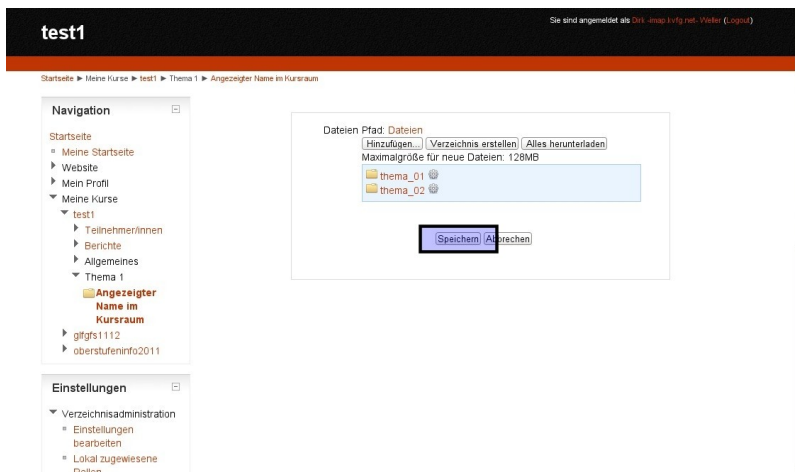 test1
Sie sind angemeldet als Dirk -imap.kvfg.net- Weller (Logout)
Startseite ► Meine Kurse ► test1 ► Thema 1 ► Angezeigter Name im Kursraum
Navigation
Startseite
Meine Startseite
Website
Mein Profil
Meine Kurse
test1
Teilnehmer/innen
Berichte
Allgemeines
Thema 1
Angezeigter
Name im
Kursraum
glfgfs1112
oberstufeninfo2011
Einstellungen
Verzeichnisadministration
Einstellungen
bearbeiten
Lokal zugewiesene
Rollen
Dateien Pfad: Dateien
Hinzufügen... Verzeichnis erstellen Alles herunterladen
Maximalgröße für neue Dateien: 128MB
thema_01
thema_02
Speichern Abbrechen